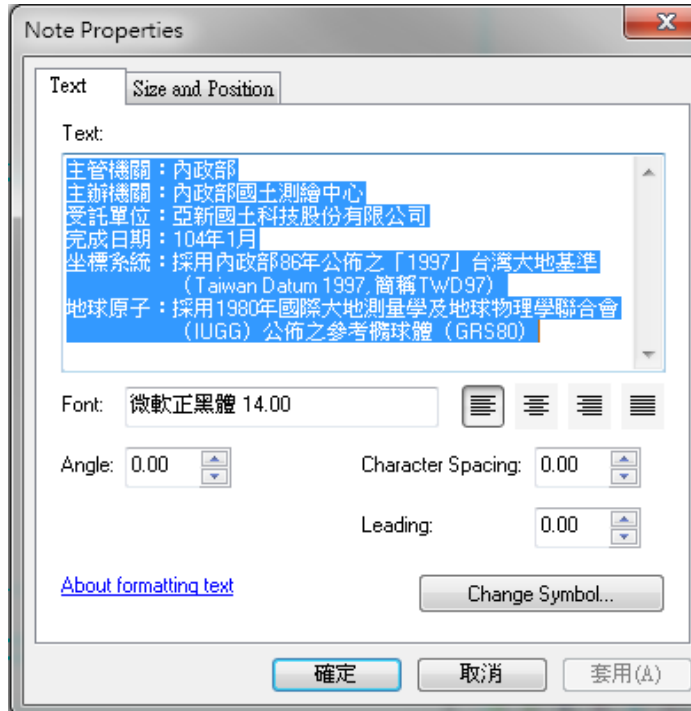 Note Properties
Text
Size and Position
Text:
主管機關：內政部
主辦機關：內政部國土測繪中心
受託單位：亞新國土科技股份有限公司
完成日期：104年1月
坐標系統：採用內政部86年公佈之「1997」台灣大地基準
（Taiwan Datum 1997, 簡稱TWD97）
地球原子：採用1980年國際大地測量學及地球物理學聯合會
（IUGG）公佈之參考橢球體（GRS80）
Font: 微軟正黑體 14.00
Angle: 0.00 Character Spacing: 0.00
Leading: 0.00
About formatting text
Change Symbol...
確定 取消 套用(A)